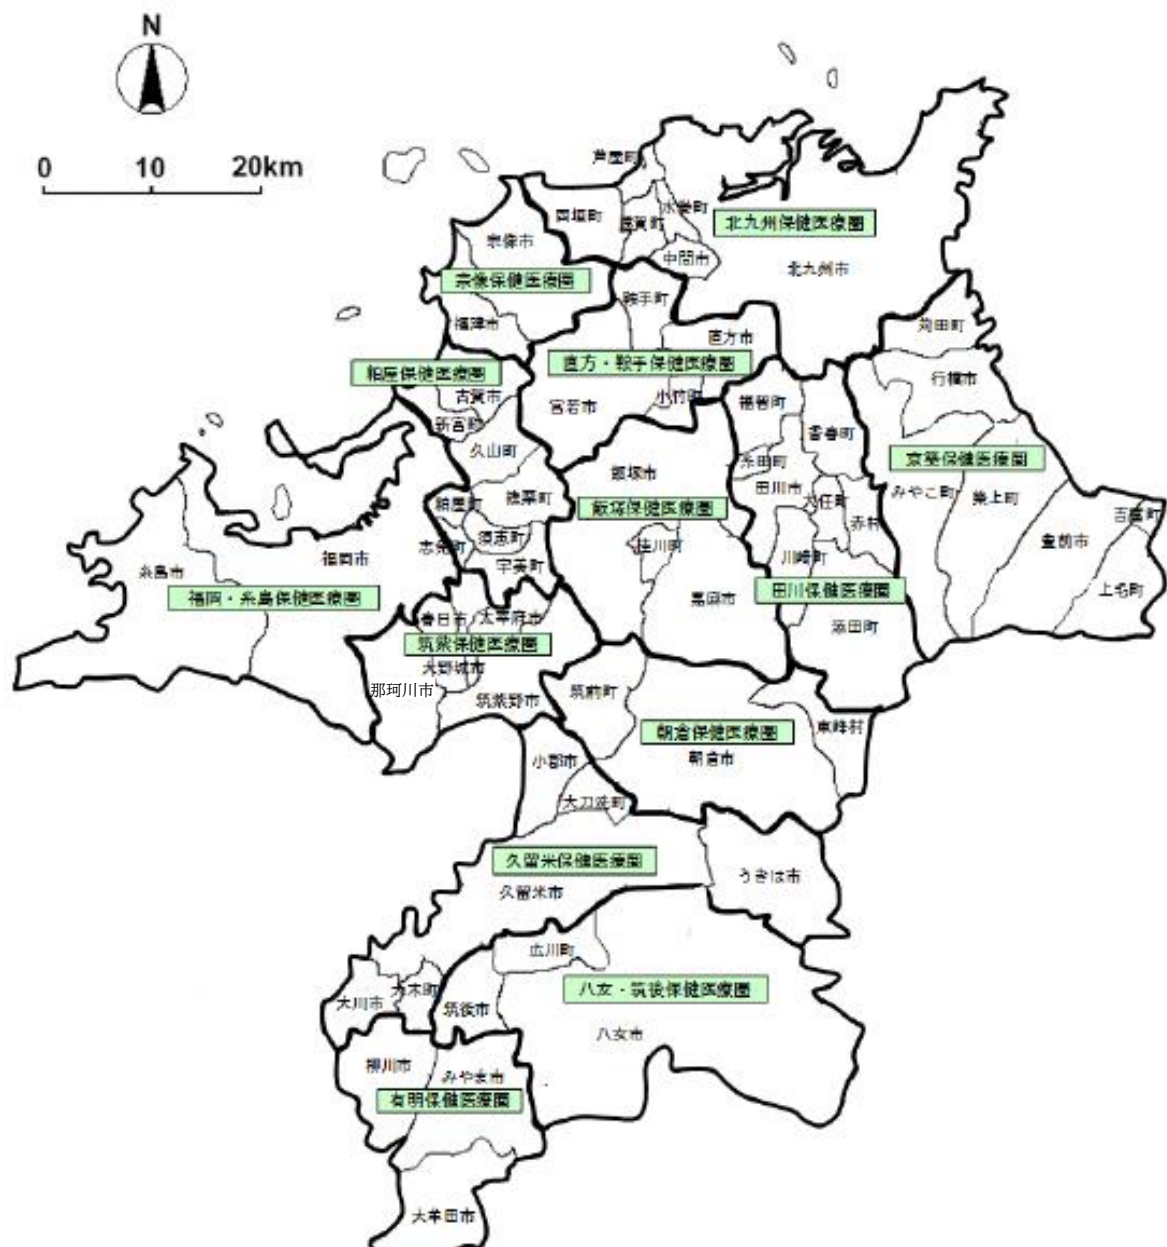 N
0 10 20km
芦屋町
岡垣町
遠賀町
水巻町
北九州保健医療圏
宗像市
中間市
北九州市
宗像保健医療圏
鞍手町
福津市
直方市
苅田町
直方・鞍手保健医療圏
粕屋保健医療圏
行橋市
古賀市
宮若市
小竹町
福智町
新宮町
香春町
久山町
京築保健医療圏
飯塚市
糸田町
田川市
みやこ町
築上町
篠栗町
粕屋町
大任町
飯塚保健医療圏
吉富町
赤村
須恵町
志免町
桂川町
豊前市
福岡市
川崎町
宇美町
糸島市
上毛町
田川保健医療圏
福岡・糸島保健医療圏
嘉麻市
春日市
太宰府市
添田町
筑紫保健医療圏
大野城市
那珂川市
筑前町
筑紫野市
東峰村
朝倉保健医療圏
朝倉市
小郡市
大刀洗町
久留米保健医療圏
うきは市
久留米市
広川町
八女・筑後保健医療圏
大木町
大川市
筑後市
八女市
柳川市
みやま市
有明保健医療圏
大牟田市